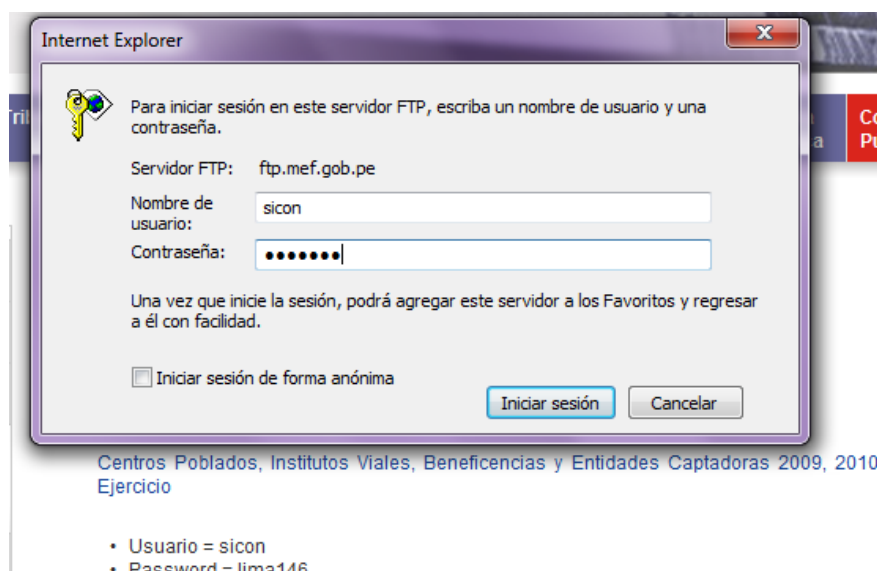 Internet Explorer
Para iniciar sesión en este servidor FTP, escriba un nombre de usuario y una
contraseña.
Servidor FTP: ftp.mef.gob.pe
Nombre de
usuario:
sicon
Contraseña: •••••••
Una vez que inicie la sesión, podrá agregar este servidor a los Favoritos y regresar
a él con facilidad.
Iniciar sesión de forma anónima
Iniciar sesión Cancelar
Centros Poblados, Institutos Viales, Beneficencias y Entidades Captadoras 2009, 2010
Ejercicio
• Usuario = sicon
• Password = lima146